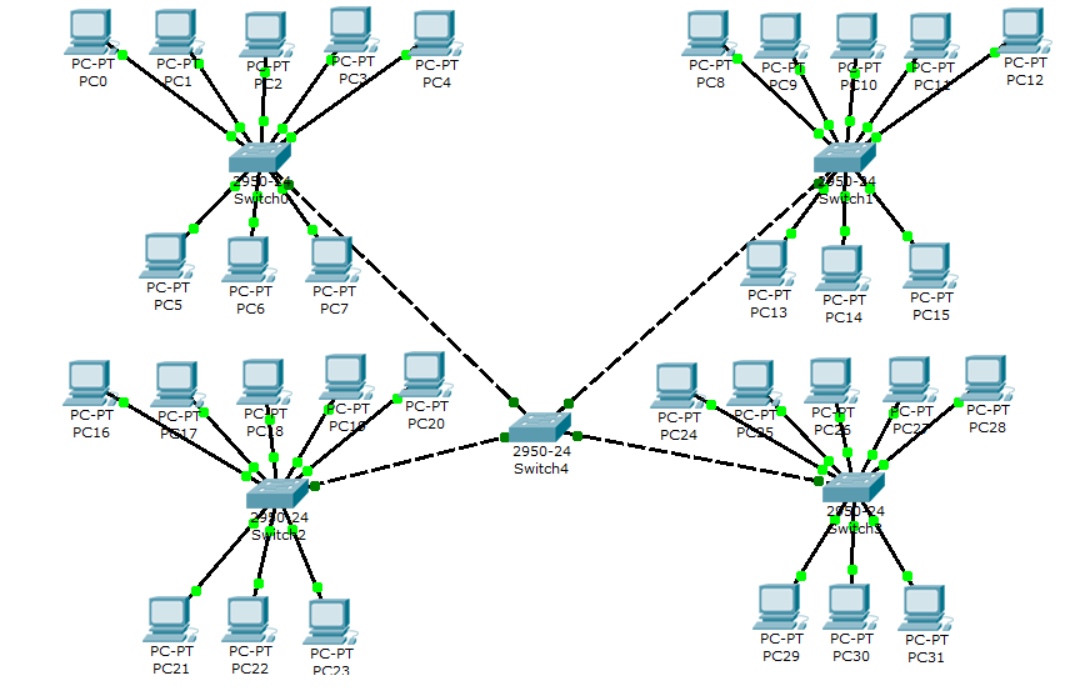 PC-PT
PC0
PC-PT
PC1
PC-PT
PC2
PC-PT
PC3
PC-PT
PC4
PC-PT
PC8
PC-PT
PC9
PC-PT
PC10
PC-PT
PC11
PC-PT
PC12
2950-24
Switch0
2950-24
Switch1
PC-PT
PC5
PC-PT
PC6
PC-PT
PC7
PC-PT
PC13
PC-PT
PC14
PC-PT
PC15
PC-PT
PC16
PC-PT
PC17
PC-PT
PC18
PC-PT
PC19
PC-PT
PC20
2950-24
Switch4
PC-PT
PC24
PC-PT
PC25
PC-PT
PC26
PC-PT
PC27
PC-PT
PC28
2950-24
Switch2
2950-24
Switch3
PC-PT
PC21
PC-PT
PC22
PC-PT
PC23
PC-PT
PC29
PC-PT
PC30
PC-PT
PC31